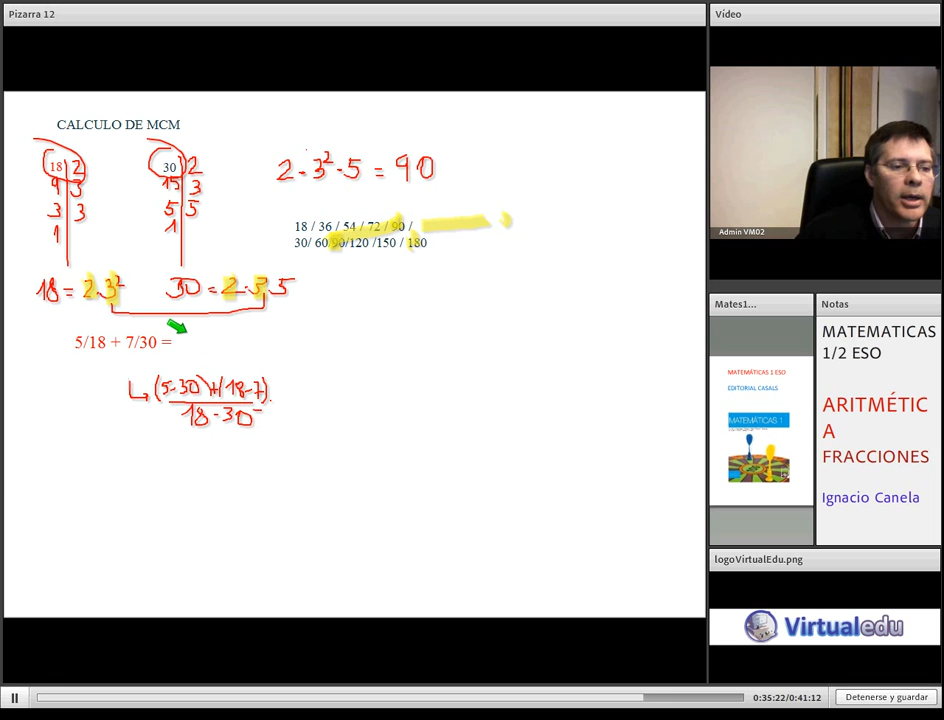 Pizarra 12
CALCULO DE MCM
18 2
9 3
3 3
1
30 2
15 3
5 5
1
2·3²·5 = 90
18 / 36 / 54 / 72 / 90 /
30/ 60/90/120 /150 / 180
18 = 2·3²
30 = 2·3·5
5/18 + 7/30 =
(5·30)+(18·7)
18·30
Vídeo
Admin VM02
Mates1...
MATEMÁTICAS 1 ESO
EDITORIAL CASALS
MATEMÀTIQUES 1
Notas
MATEMATICAS
1/2 ESO
ARITMÉTIC
A
FRACCIONES
Ignacio Canela
logoVirtualEdu.png
Virtualedu
0:35:22/0:41:12
Detenerse y guardar